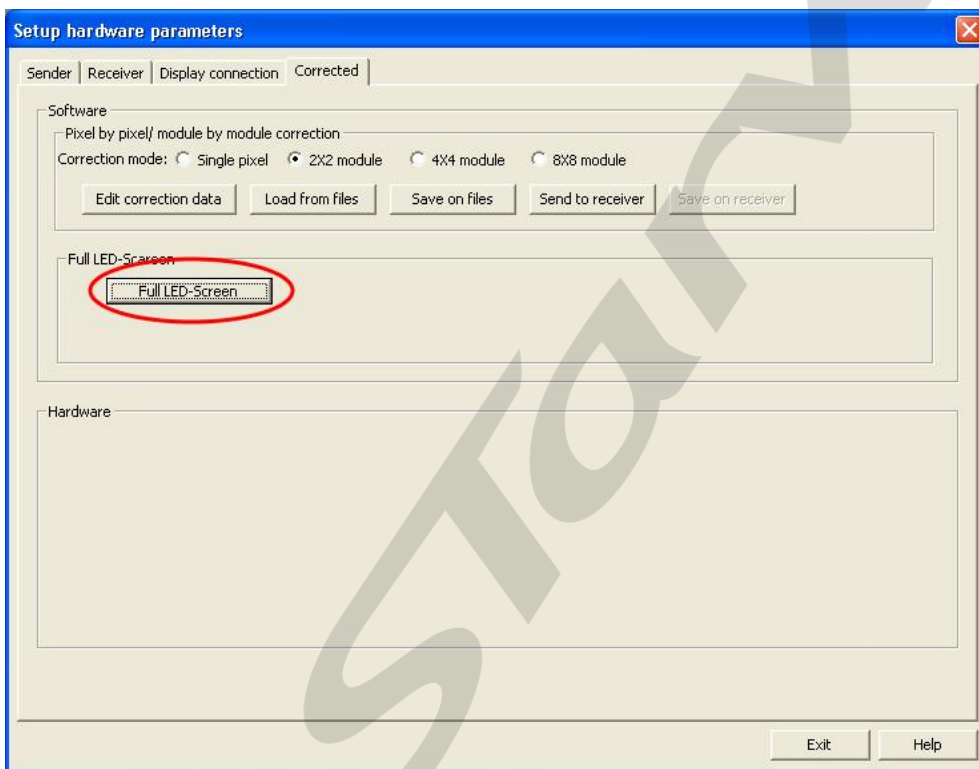 Setup hardware parameters
Sender Receiver Display connection Corrected
Software
Pixel by pixel/ module by module correction
Correction mode: Single pixel 2X2 module 4X4 module 8X8 module
Edit correction data Load from files Save on files Send to receiver Save on receiver
Full LED-Scareen
Full LED-Screen
Hardware
Exit Help